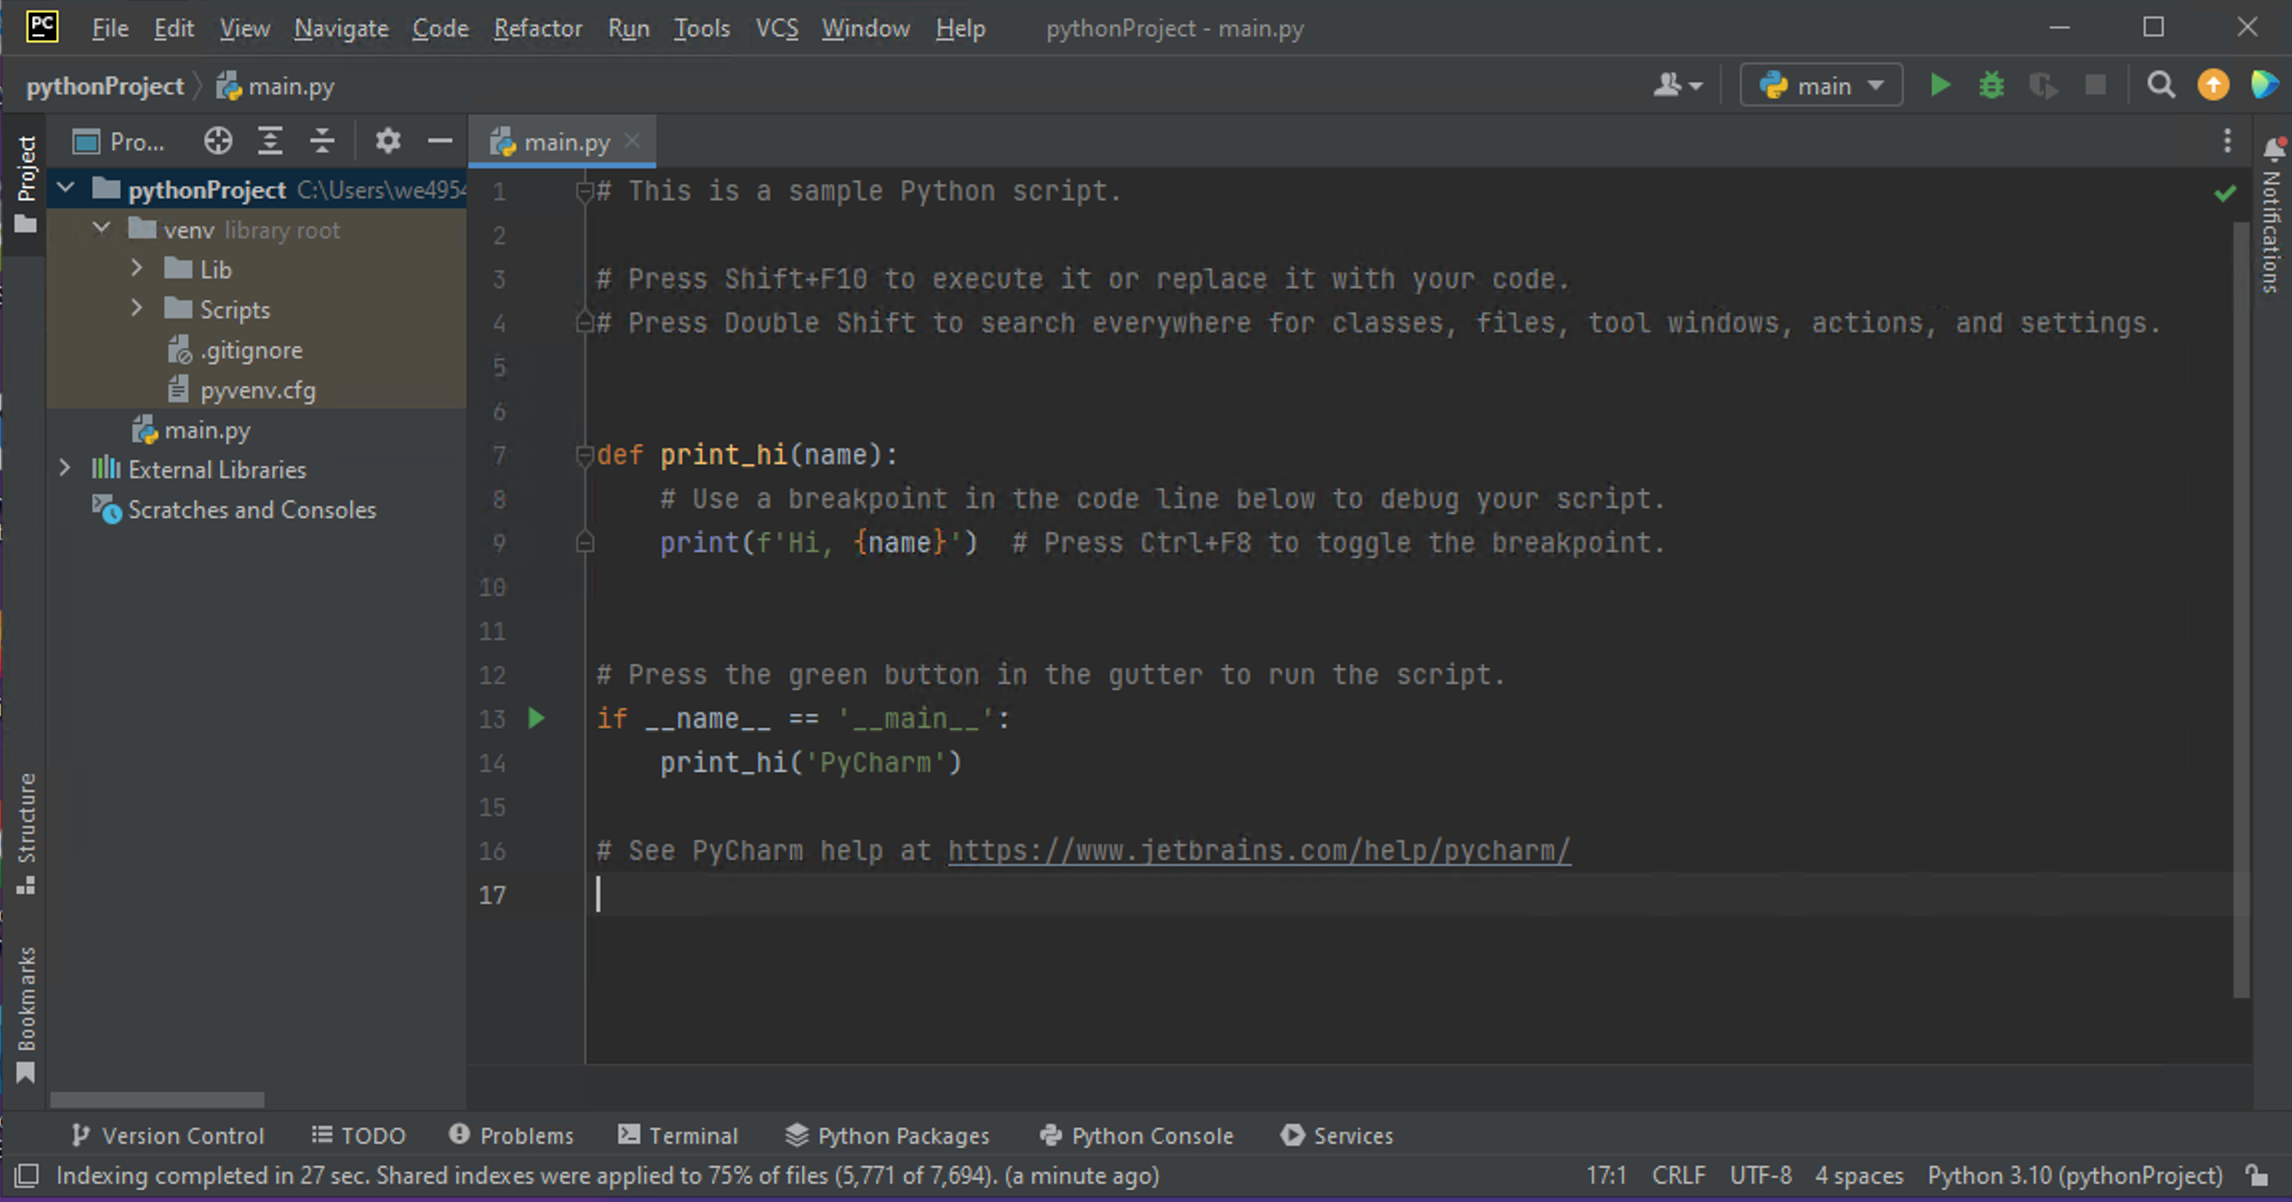 PC File Edit View Navigate Code Refactor Run Tools VCS Window Help pythonProject - main.py
pythonProject main.py main
Project Pro... main.py
pythonProject C:\Users\we4954
venv library root
Lib
Scripts
.gitignore
pyvenv.cfg
main.py
External Libraries
Scratches and Consoles
Structure
Bookmarks
1 # This is a sample Python script.
2
3 # Press Shift+F10 to execute it or replace it with your code.
4 # Press Double Shift to search everywhere for classes, files, tool windows, actions, and settings.
5
6
7 def print_hi(name):
8     # Use a breakpoint in the code line below to debug your script.
9     print(f'Hi, {name}')  # Press Ctrl+F8 to toggle the breakpoint.
10
11
12 # Press the green button in the gutter to run the script.
13 if __name__ == '__main__':
14     print_hi('PyCharm')
15
16 # See PyCharm help at https://www.jetbrains.com/help/pycharm/
17
Notifications
Version Control TODO Problems Terminal Python Packages Python Console Services
Indexing completed in 27 sec. Shared indexes were applied to 75% of files (5,771 of 7,694). (a minute ago) 17:1 CRLF UTF-8 4 spaces Python 3.10 (pythonProject)